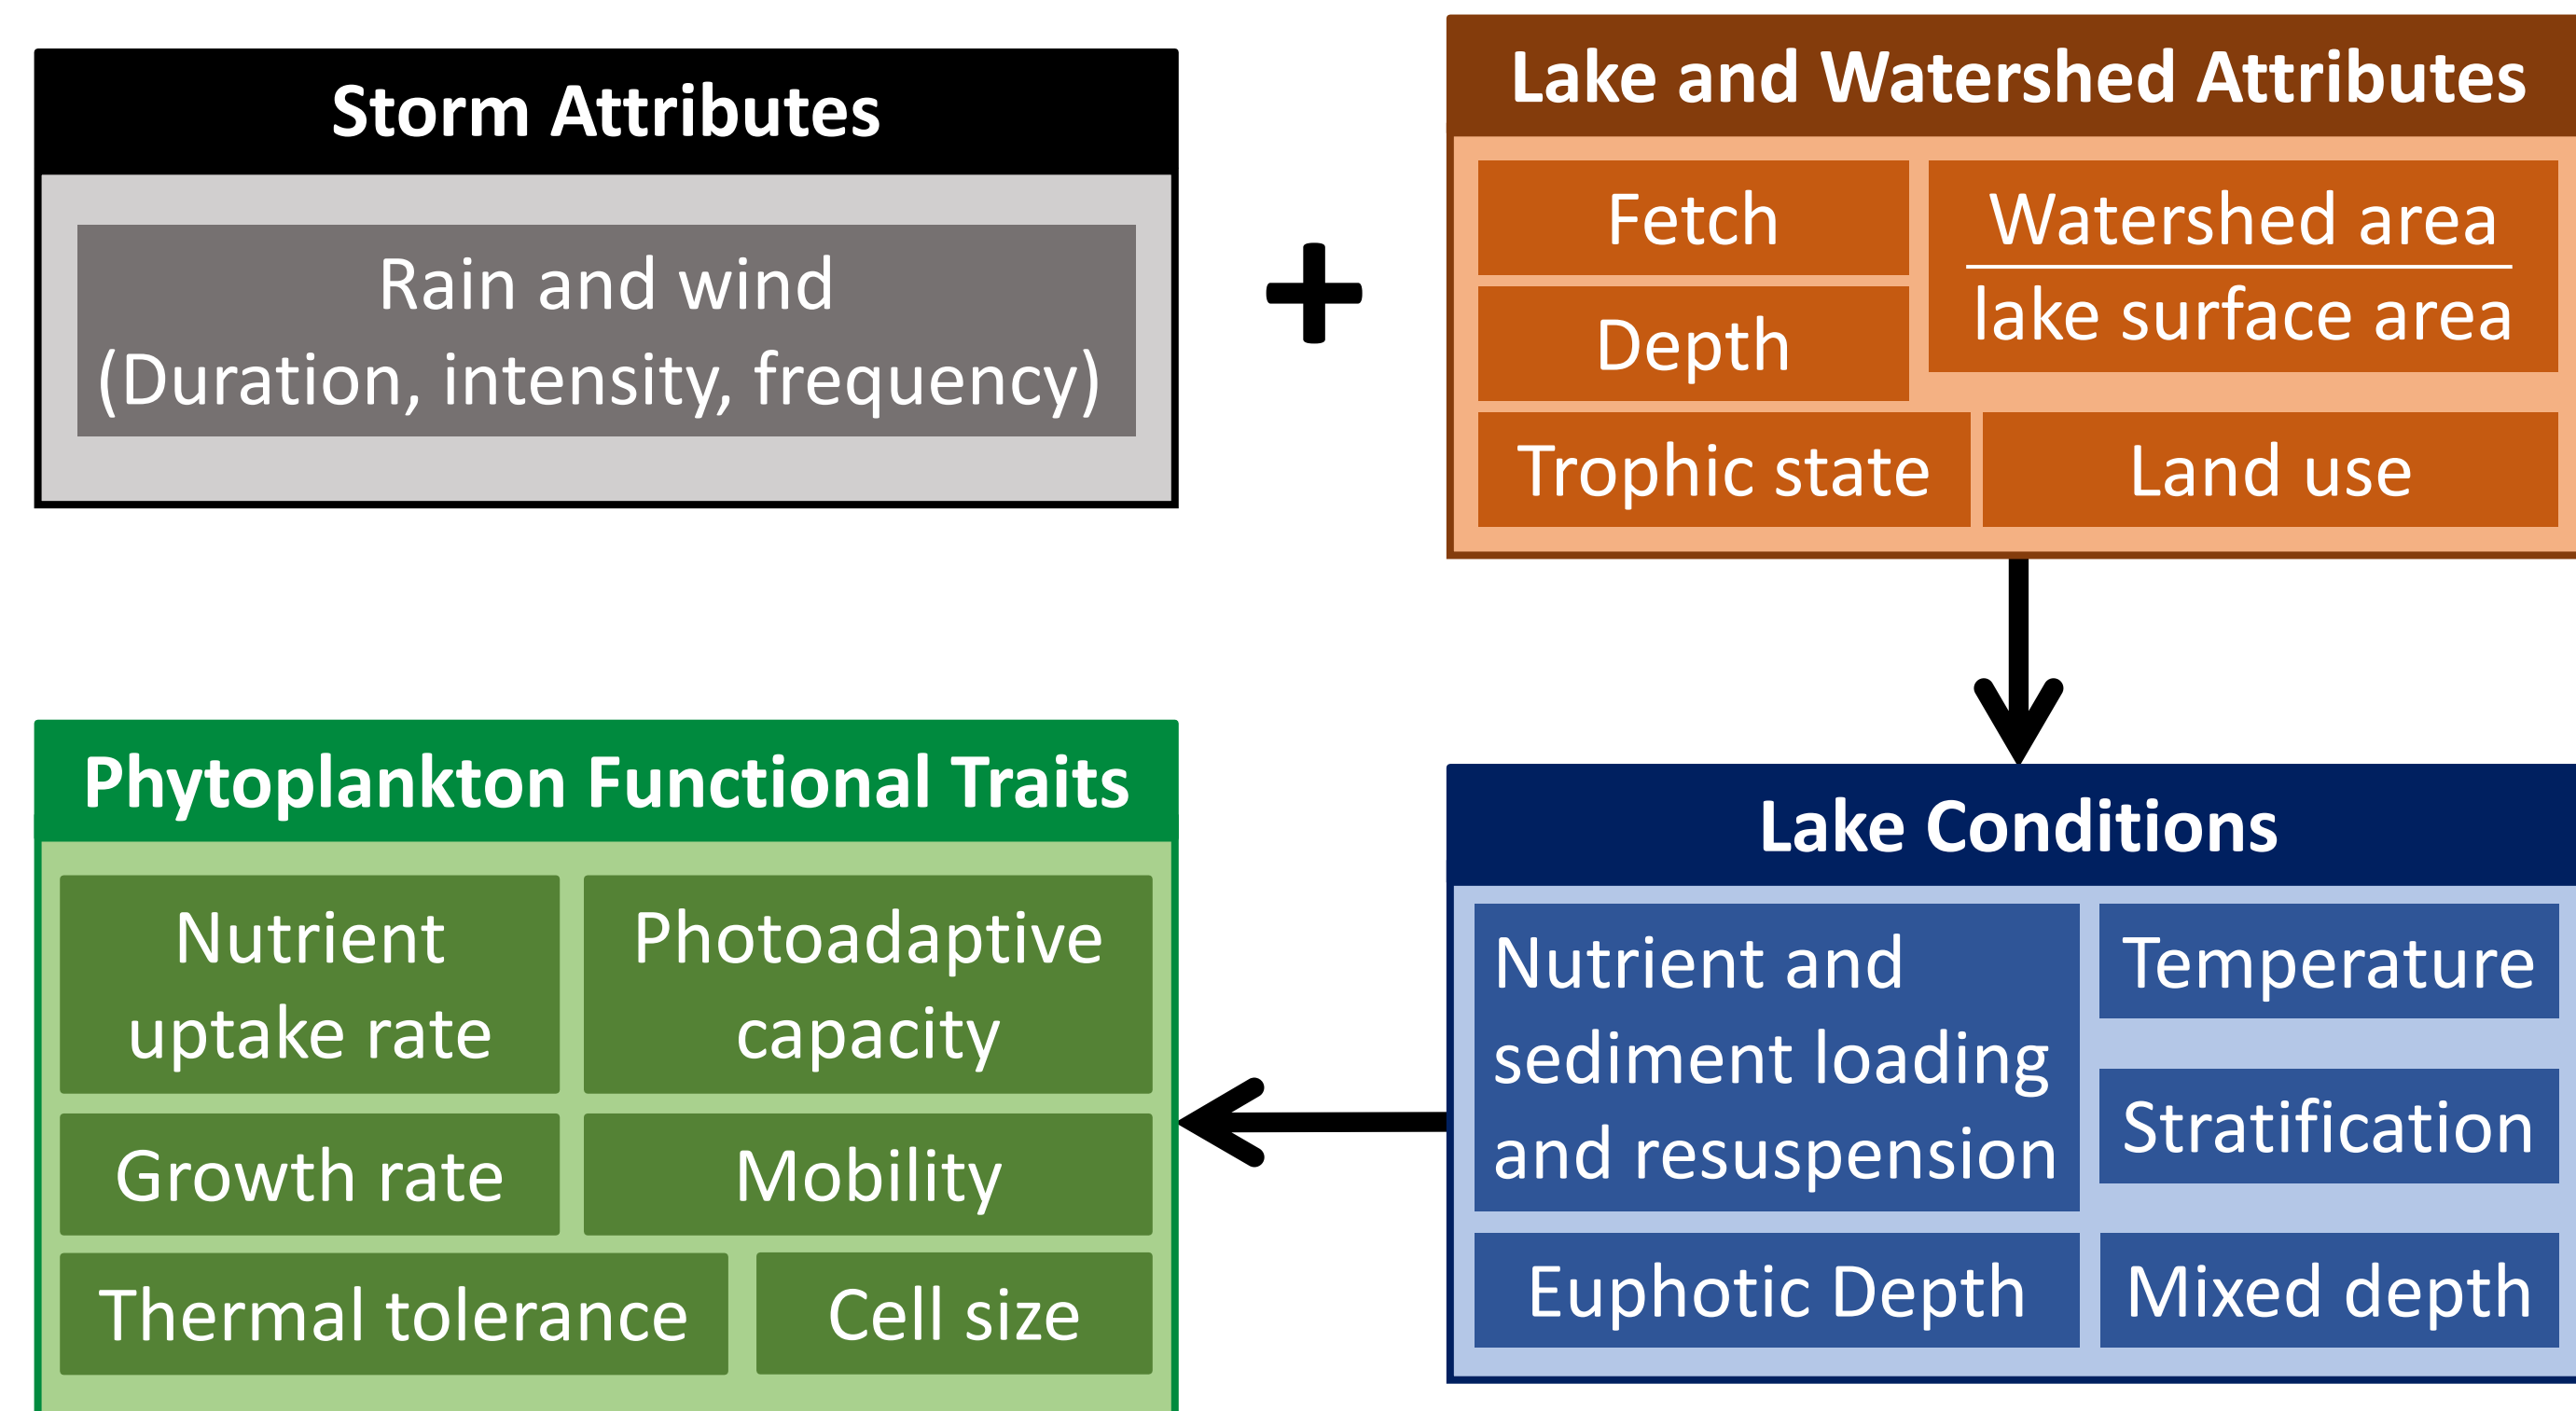 Storm Attributes
Rain and wind
(Duration, intensity, frequency)
+
Lake and Watershed Attributes
Fetch
Watershed area
lake surface area
Depth
Trophic state
Land use
Phytoplankton Functional Traits
Nutrient
uptake rate
Photoadaptive
capacity
Growth rate
Mobility
Thermal tolerance
Cell size
Lake Conditions
Nutrient and
sediment loading
and resuspension
Temperature
Stratification
Euphotic Depth
Mixed depth